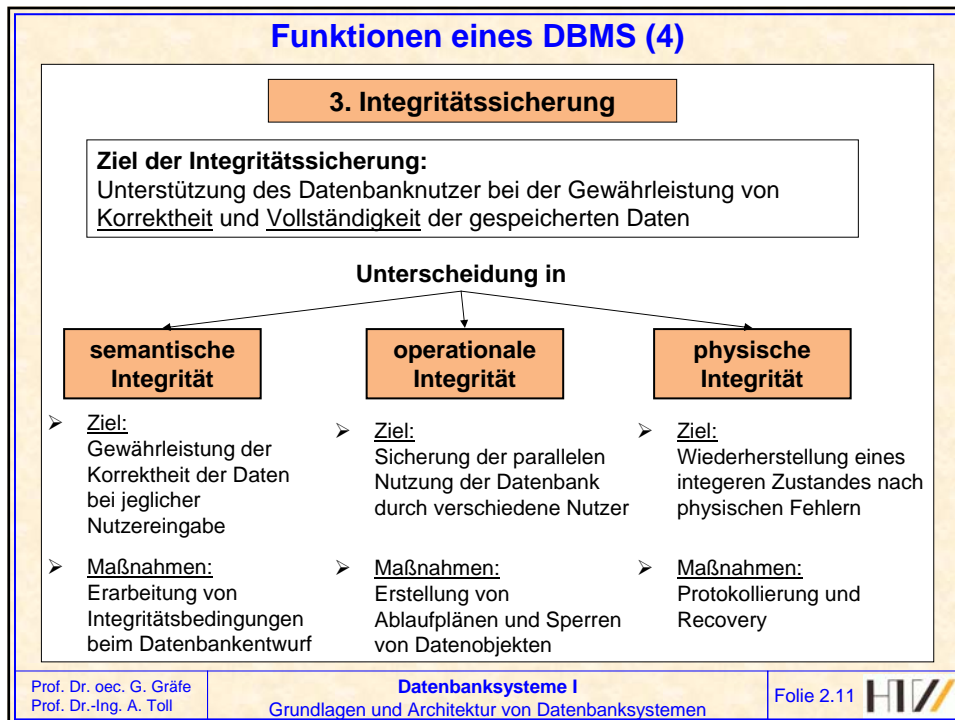 Funktionen eines DBMS (4)
3. Integritätssicherung
Ziel der Integritätssicherung:
Unterstützung des Datenbanknutzer bei der Gewährleistung von
Korrektheit und Vollständigkeit der gespeicherten Daten
Unterscheidung in
semantische
Integrität
➢ Ziel:
Gewährleistung der
Korrektheit der Daten
bei jeglicher
Nutzereingabe
➢ Maßnahmen:
Erarbeitung von
Integritätsbedingungen
beim Datenbankentwurf
operationale
Integrität
➢ Ziel:
Sicherung der parallelen
Nutzung der Datenbank
durch verschiedene Nutzer
➢ Maßnahmen:
Erstellung von
Ablaufplänen und Sperren
von Datenobjekten
physische
Integrität
➢ Ziel:
Wiederherstellung eines
integeren Zustandes nach
physischen Fehlern
➢ Maßnahmen:
Protokollierung und
Recovery
Prof. Dr. oec. G. Gräfe
Prof. Dr.-Ing. A. Toll
Datenbanksysteme I
Grundlagen und Architektur von Datenbanksystemen
Folie 2.11
HTW